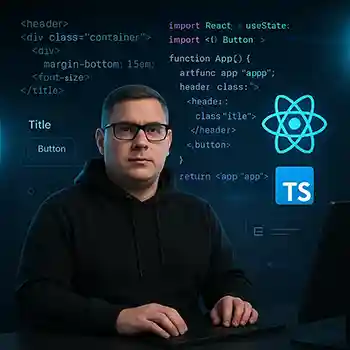 <header>
<div class="container">
<div>
margin-bottom: 15em;
<font-size>
</title>
Title
Button
import React useState:
import <() Button >
function App() {
artfunc app "appp";
header class:">
<heade::
class "itle">
</header>
<.button>
}
return <app "app">
TS